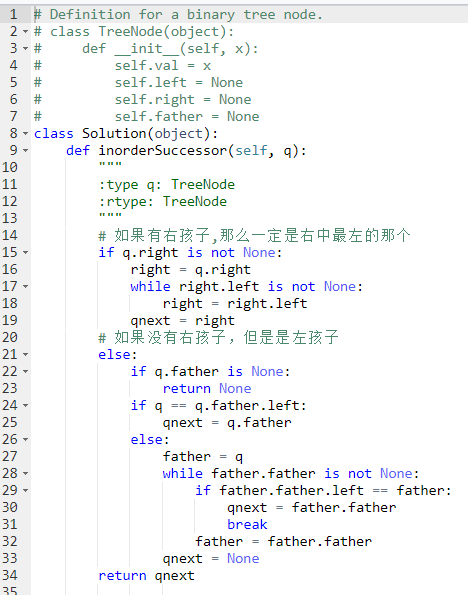 1 # Definition for a binary tree node.
2 # class TreeNode(object):
3 #     def __init__(self, x):
4 #         self.val = x
5 #         self.left = None
6 #         self.right = None
7 #         self.father = None
8 class Solution(object):
9     def inorderSuccessor(self, q):
10         """
11         :type q: TreeNode
12         :rtype: TreeNode
13         """
14         # 如果有右孩子,那么一定是右中最左的那个
15         if q.right is not None:
16             right = q.right
17             while right.left is not None:
18                 right = right.left
19             qnext = right
20         # 如果没有右孩子，但是是左孩子
21         else:
22             if q.father is None:
23                 return None
24             if q == q.father.left:
25                 qnext = q.father
26             else:
27                 father = q
28                 while father.father is not None:
29                     if father.father.left == father:
30                         qnext = father.father
31                         break
32                     father = father.father
33                 qnext = None
34         return qnext
35